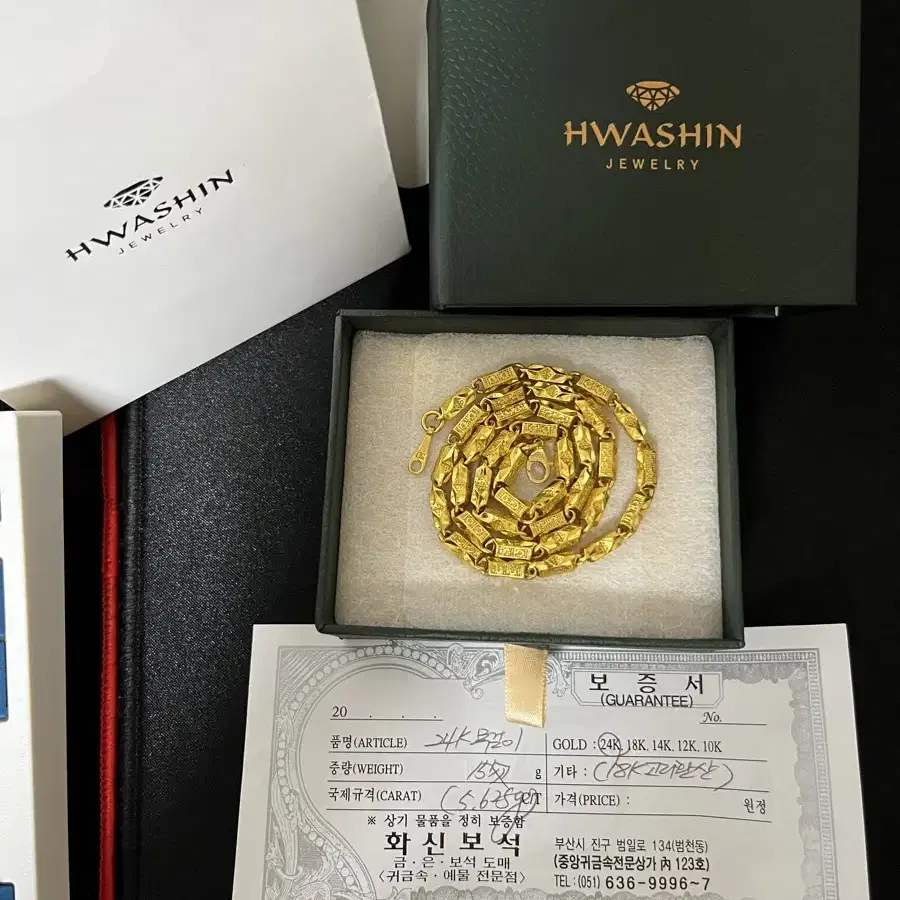 HWASHIN
JEWELRY
HWASHIN
JEWELRY
보증서
(GUARANTEE)
20 . . .
No.
품명(ARTICLE) 24K 목걸이
GOLD : 24K, 18K, 14K, 12K, 10K
중량(WEIGHT) g
기타 : (18K고리)
국제규격(CARAT) (5.625g) CT
가격(PRICE) : 원정
※ 상기 물품을 정히 보증함
화신보석
금·은·보석 도매
<귀금속·예물 전문점>
부산시 진구 범일로 134(범천동)
(중앙귀금속전문상가 內 123호)
TEL : (051) 636-9996~7